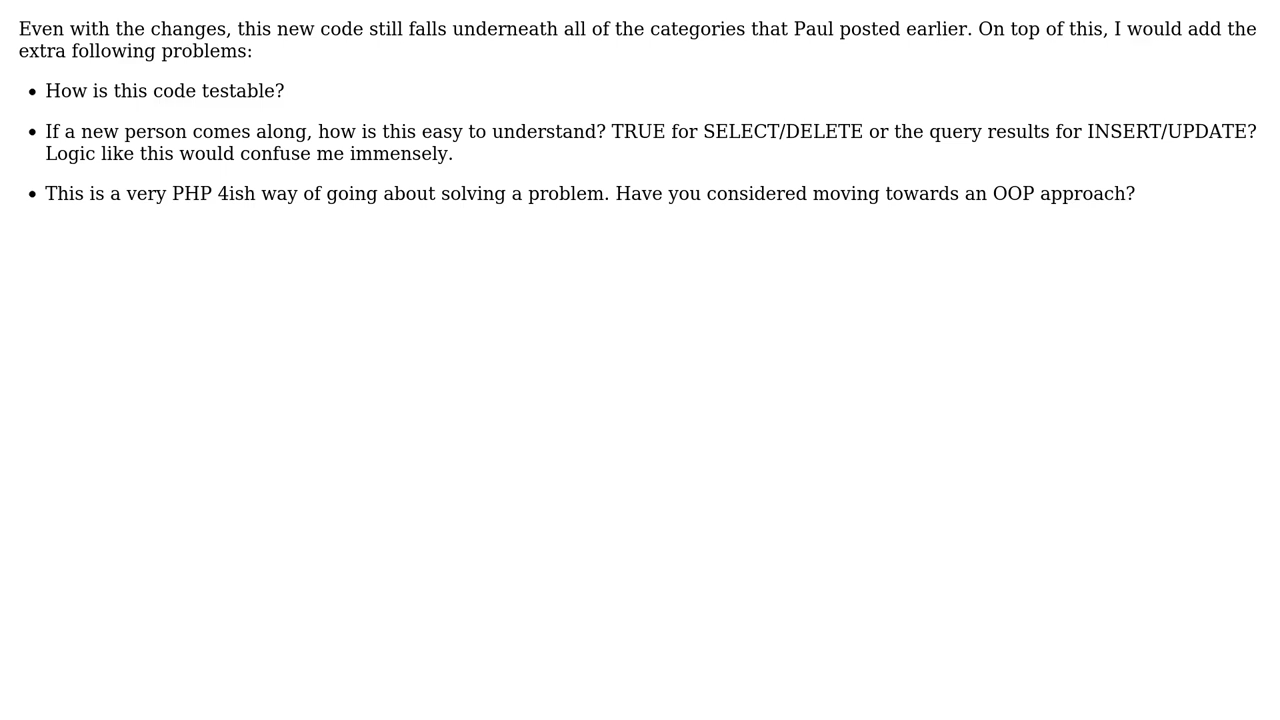 Even with the changes, this new code still falls underneath all of the categories that Paul posted earlier. On top of this, I would add the
extra following problems:
• How is this code testable?
• If a new person comes along, how is this easy to understand? TRUE for SELECT/DELETE or the query results for INSERT/UPDATE?
Logic like this would confuse me immensely.
• This is a very PHP 4ish way of going about solving a problem. Have you considered moving towards an OOP approach?